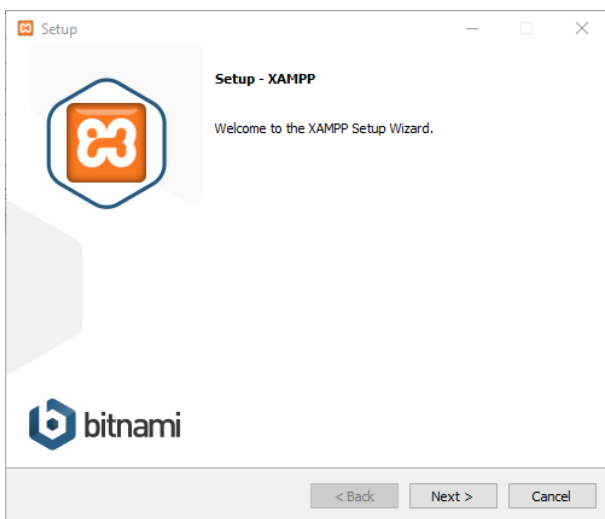 Setup
Setup - XAMPP
Welcome to the XAMPP Setup Wizard.
bitnami
< Back
Next >
Cancel